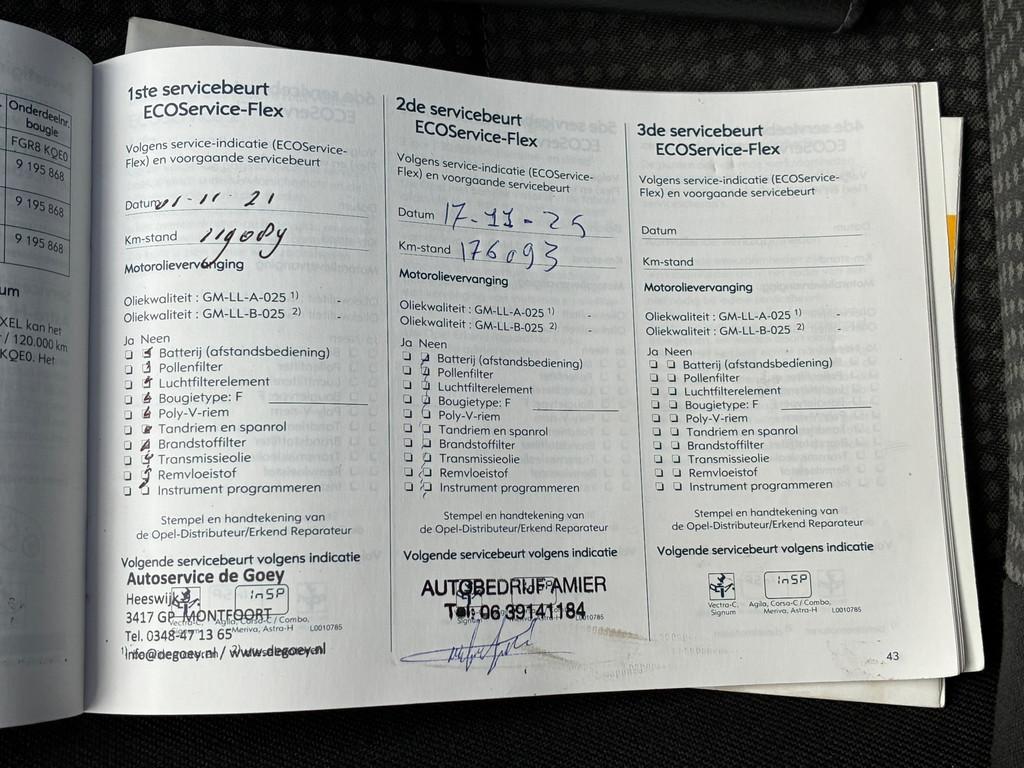 Onderdeelnr.
bougie
FGR8 KQE0
9 195 868
9 195 868
9 195 868
um
XEL kan het
/ 120.000 km
KQE0. Het
1ste servicebeurt
ECOService-Flex
Volgens service-indicatie (ECOService-
Flex) en voorgaande servicebeurt
Datum
11 - 21
Km-stand
Motorolievervanging
Oliekwaliteit : GM-LL-A-025 1) -
Oliekwaliteit : GM-LL-B-025 2) -
Ja Neen
Batterij (afstandsbediening)
Pollenfilter
Luchtfilterelement
Bougietype: F
Poly-V-riem
Tandriem en spanrol
Brandstoffilter
Transmissieolie
Remvloeistof
Instrument programmeren
Stempel en handtekening van
de Opel-Distributeur/Erkend Reparateur
Volgende servicebeurt volgens indicatie
Autoservice de Goey
Heeswijk
InSP
3417 GP MONTFOORT
Vectra-C, Agila, Corsa-C / Combo,
Meriva, Astra-H L0010785
Tel. 0348-47 13 65
info@degoey.nl / www.degoey.nl
2de servicebeurt
ECOService-Flex
Volgens service-indicatie (ECOService-
Flex) en voorgaande servicebeurt
Datum 17-11-25
Km-stand 176093
Motorolievervanging
Oliekwaliteit : GM-LL-A-025 1) -
Oliekwaliteit : GM-LL-B-025 2) -
Ja Neen
Batterij (afstandsbediening)
Pollenfilter
Luchtfilterelement
Bougietype: F
Poly-V-riem
Tandriem en spanrol
Brandstoffilter
Transmissieolie
Remvloeistof
Instrument programmeren
Stempel en handtekening van
de Opel-Distributeur/Erkend Reparateur
Volgende servicebeurt volgens indicatie
AUTOBEDRIJF AMIER
Tel: 06 39141184
L0010785
3de servicebeurt
ECOService-Flex
Volgens service-indicatie (ECOService-
Flex) en voorgaande servicebeurt
Datum
Km-stand
Motorolievervanging
Oliekwaliteit : GM-LL-A-025 1) -
Oliekwaliteit : GM-LL-B-025 2) -
Ja Neen
Batterij (afstandsbediening)
Pollenfilter
Luchtfilterelement
Bougietype: F
Poly-V-riem
Tandriem en spanrol
Brandstoffilter
Transmissieolie
Remvloeistof
Instrument programmeren
Stempel en handtekening van
de Opel-Distributeur/Erkend Reparateur
Volgende servicebeurt volgens indicatie
InSP
Vectra-C, Agila, Corsa-C / Combo,
Signum Meriva, Astra-H L0010785
43